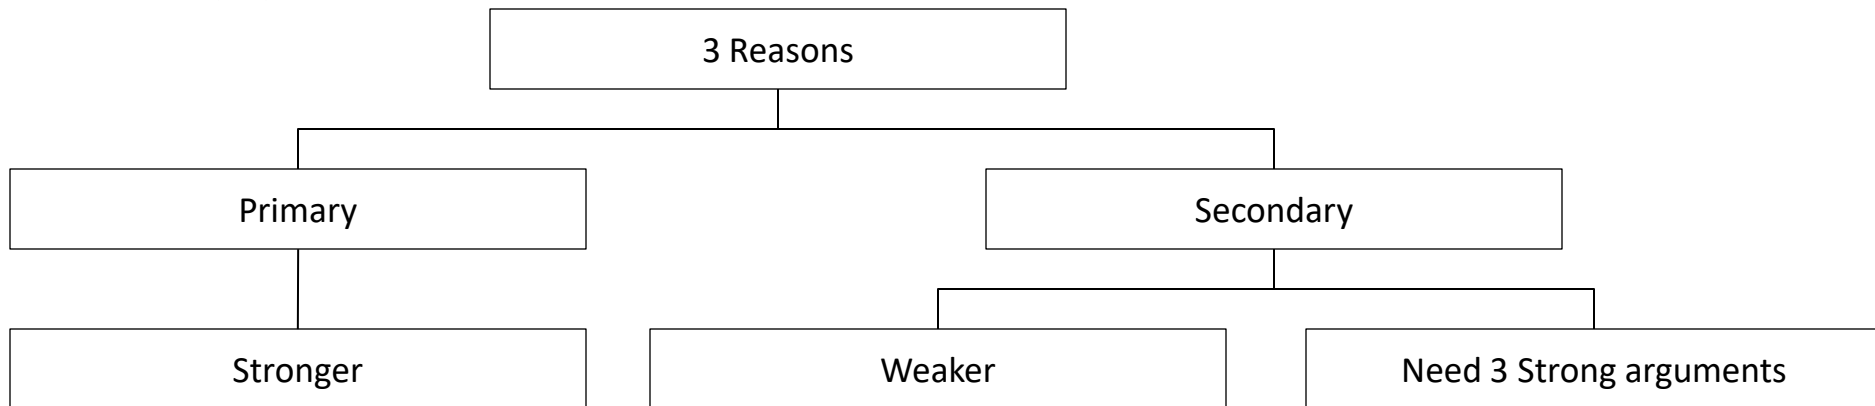 3 Reasons
Primary
Secondary
Stronger
Weaker
Need 3 Strong arguments